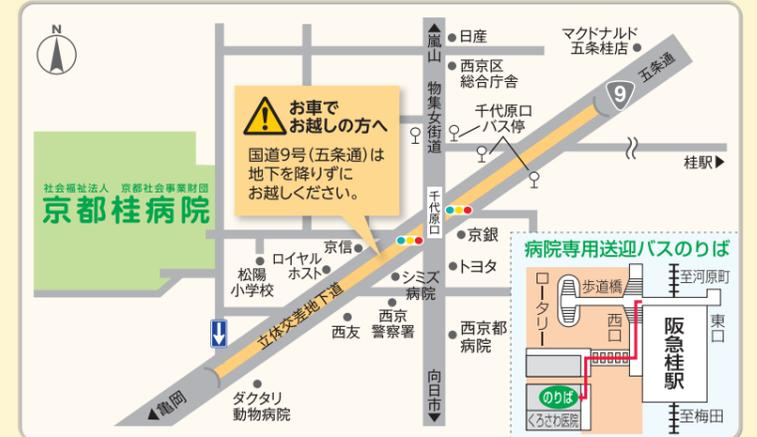 N
嵐山
日産
マクドナルド
五条桂店
西京区
総合庁舎
五条通
9
物集女街道
千代原口
バス停
お車で
お越しの方へ
国道9号(五条通)は
地下を降りずに
お越しください。
桂駅
社会福祉法人 京都社会事業財団
京都桂病院
千代原口
京信
京銀
ロイヤル
ホスト
松陽
小学校
シミズ
病院
トヨタ
立体交差地下道
西友
西京
警察署
西京都
病院
向日市
亀岡
ダクタリ
動物病院
病院専用送迎バスのりば
ロータリー
歩道橋
至河原町
西口
東口
阪急桂駅
のりば
くろさわ医院
至梅田